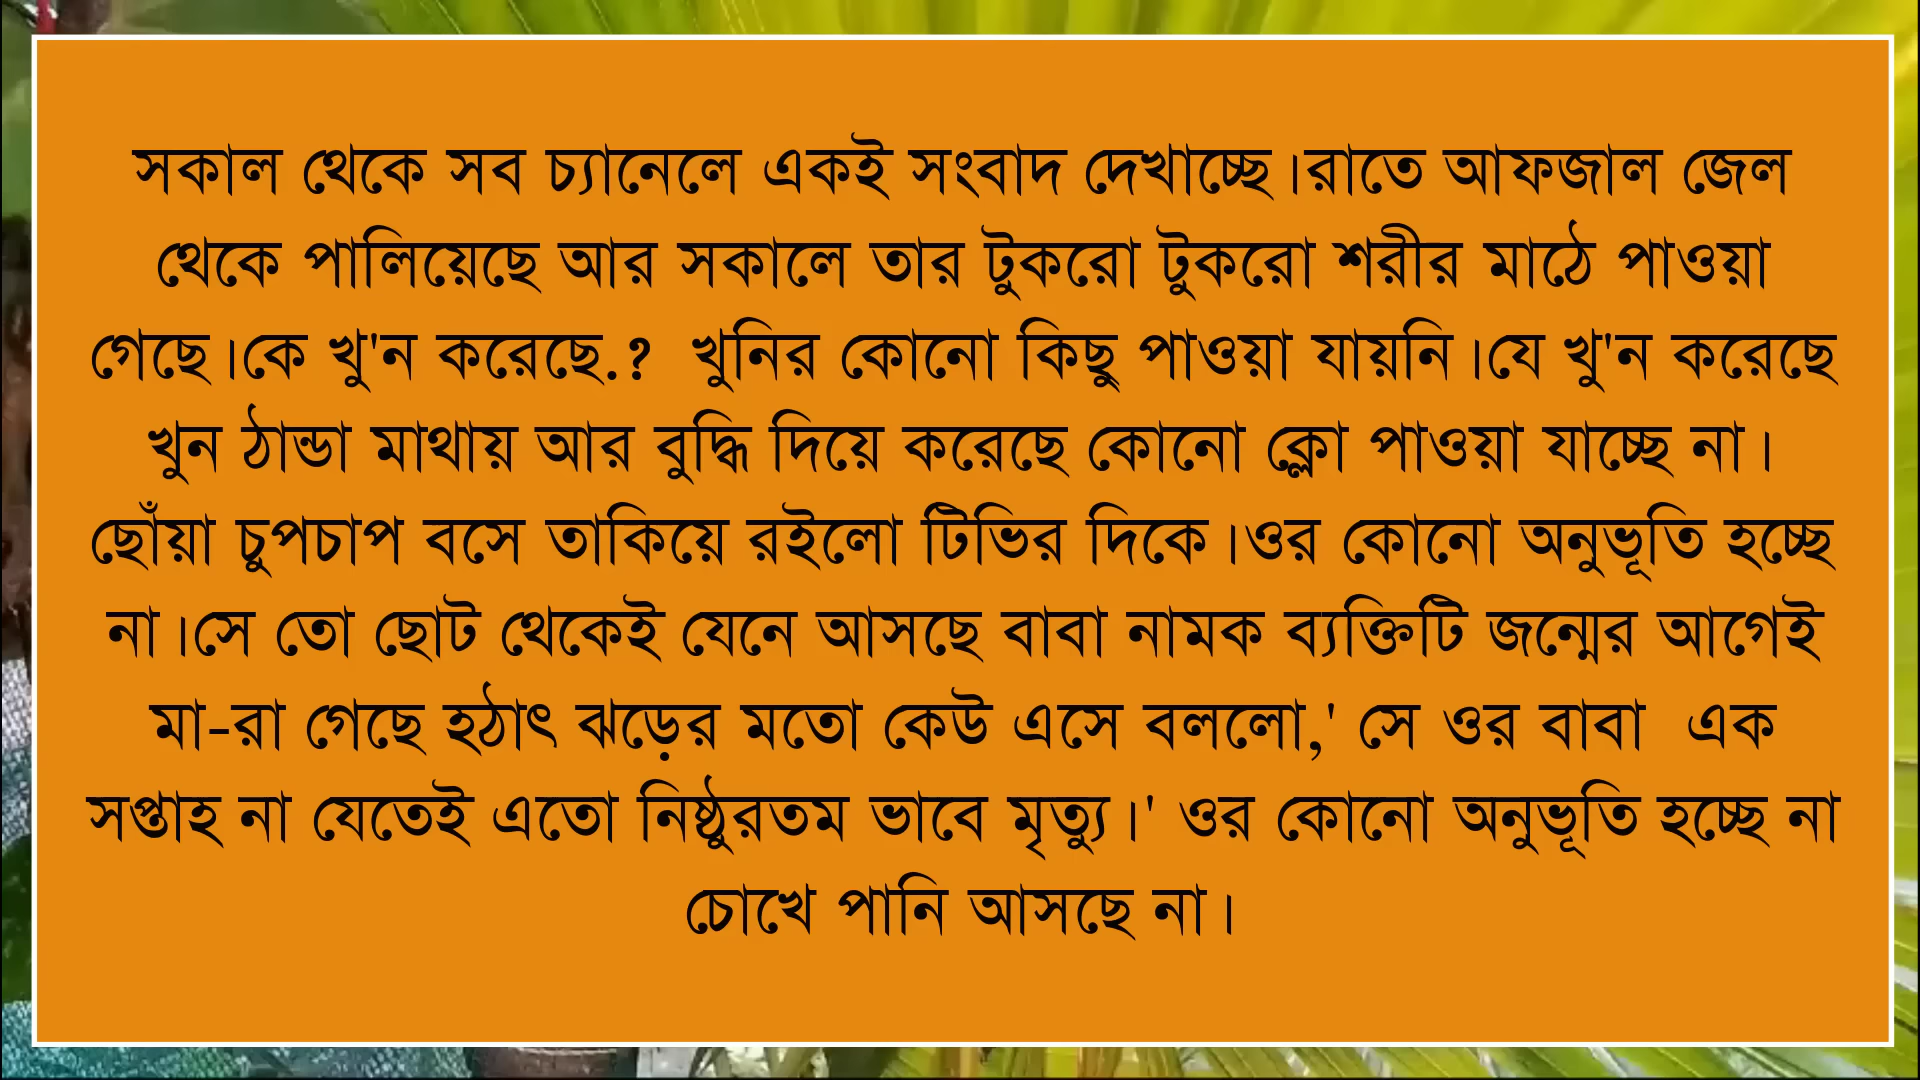 সকাল থেকে সব চ্যানেলে একই সংবাদ দেখাচ্ছে।রাতে আফজাল জেল
থেকে পালিয়েছে আর সকালে তার টুকরো টুকরো শরীর মাঠে পাওয়া
গেছে।কে খু'ন করেছে.?  খুনির কোনো কিছু পাওয়া যায়নি।যে খু'ন করেছে
খুন ঠান্ডা মাথায় আর বুদ্ধি দিয়ে করেছে কোনো ক্লো পাওয়া যাচ্ছে না।
ছোঁয়া চুপচাপ বসে তাকিয়ে রইলো টিভির দিকে।ওর কোনো অনুভূতি হচ্ছে
না।সে তো ছোট থেকেই যেনে আসছে বাবা নামক ব্যক্তিটি জন্মের আগেই
মা-রা গেছে হঠাৎ ঝড়ের মতো কেউ এসে বললো,' সে ওর বাবা  এক
সপ্তাহ না যেতেই এতো নিষ্ঠুরতম ভাবে মৃত্যু।' ওর কোনো অনুভূতি হচ্ছে না
চোখে পানি আসছে না।